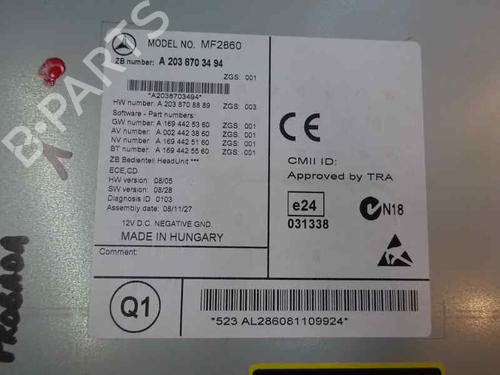 MODEL NO. MF2860
ZB number: A 203 870 34 94 ZGS: 001
*A2038703494*
HW number: A 203 870 88 89 ZGS: 003
Software - Part numbers:
GW number: A 169 442 53 60 ZGS: 001
AV number: A 002 442 38 60 ZGS: 001
NV number: A 169 442 51 60 ZGS: 001
BT number: A 169 442 55 60 ZGS: 001
ZB Bedienteil HeadUnit ***
ECE,CD
HW version: 08/05
SW version: 08/28
Diagnosis ID: 0103
Assembly date: 08/11/27
12V D.C. NEGATIVE GND.
MADE IN HUNGARY
Comment:
CE
CMII ID:
Approved by TRA
e24
031338
N18
Q1
*523 AL286081109924*
PROBADA
B-PARTS